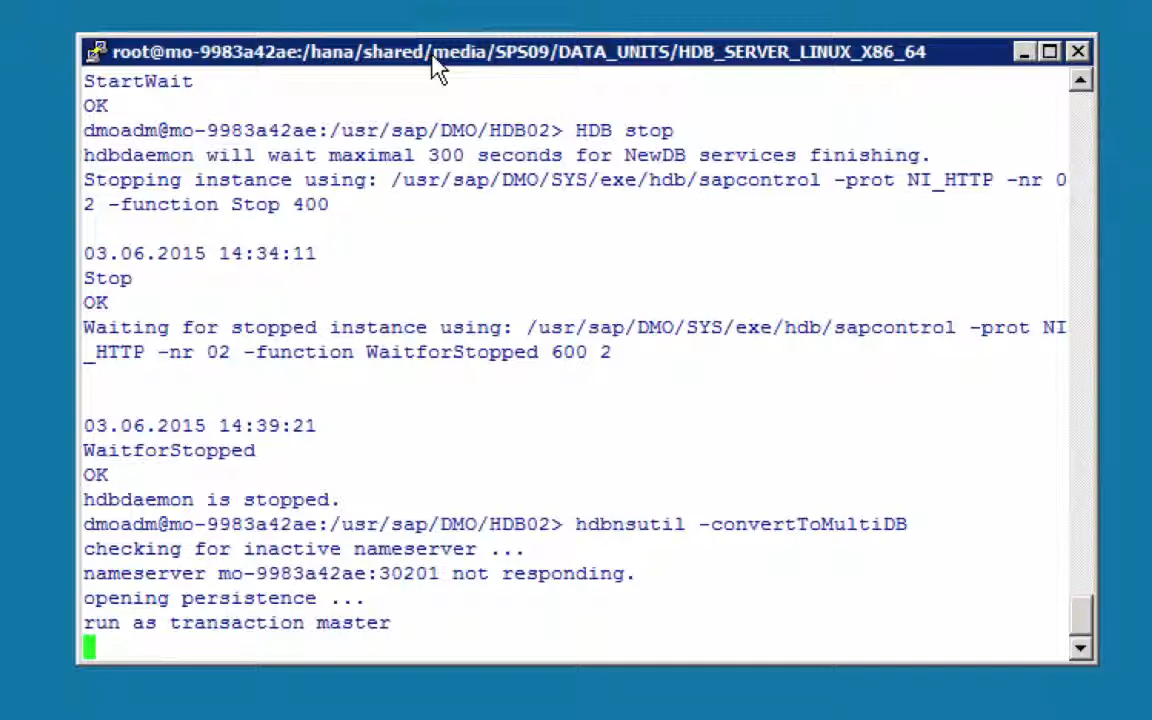 root@mo-9983a42ae:/hana/shared/media/SPS09/DATA_UNITS/HDB_SERVER_LINUX_X86_64
StartWait
OK
dmoadm@mo-9983a42ae:/usr/sap/DMO/HDB02> HDB stop
hdbdaemon will wait maximal 300 seconds for NewDB services finishing.
Stopping instance using: /usr/sap/DMO/SYS/exe/hdb/sapcontrol -prot NI_HTTP -nr 0
2 -function Stop 400
03.06.2015 14:34:11
Stop
OK
Waiting for stopped instance using: /usr/sap/DMO/SYS/exe/hdb/sapcontrol -prot NI
_HTTP -nr 02 -function WaitforStopped 600 2
03.06.2015 14:39:21
WaitforStopped
OK
hdbdaemon is stopped.
dmoadm@mo-9983a42ae:/usr/sap/DMO/HDB02> hdbnsutil -convertToMultiDB
checking for inactive nameserver ...
nameserver mo-9983a42ae:30201 not responding.
opening persistence ...
run as transaction master